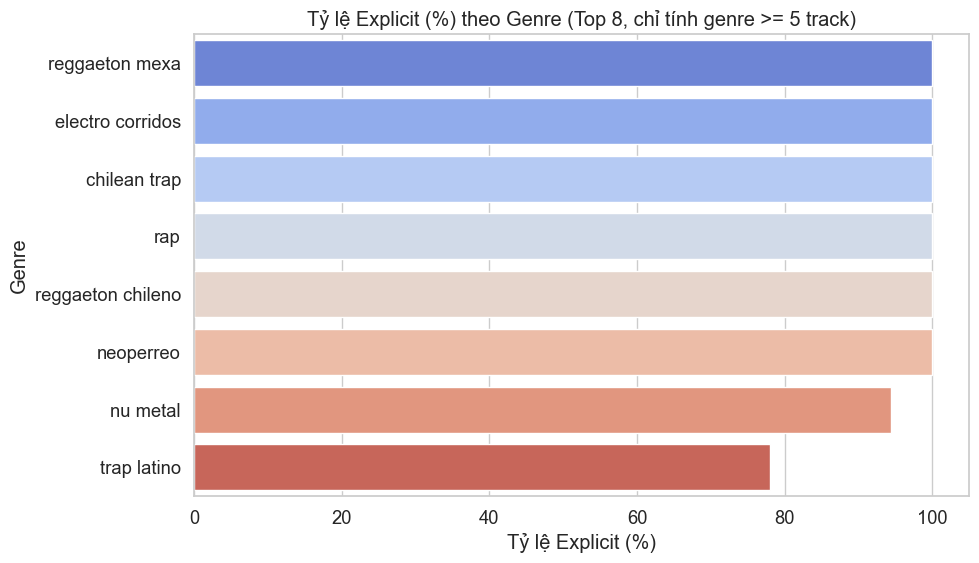 Tỷ lệ Explicit (%) theo Genre (Top 8, chỉ tính genre >= 5 track)
Genre
reggaeton mexa
electro corridos
chilean trap
rap
reggaeton chileno
neoperreo
nu metal
trap latino
0 20 40 60 80 100
Tỷ lệ Explicit (%)